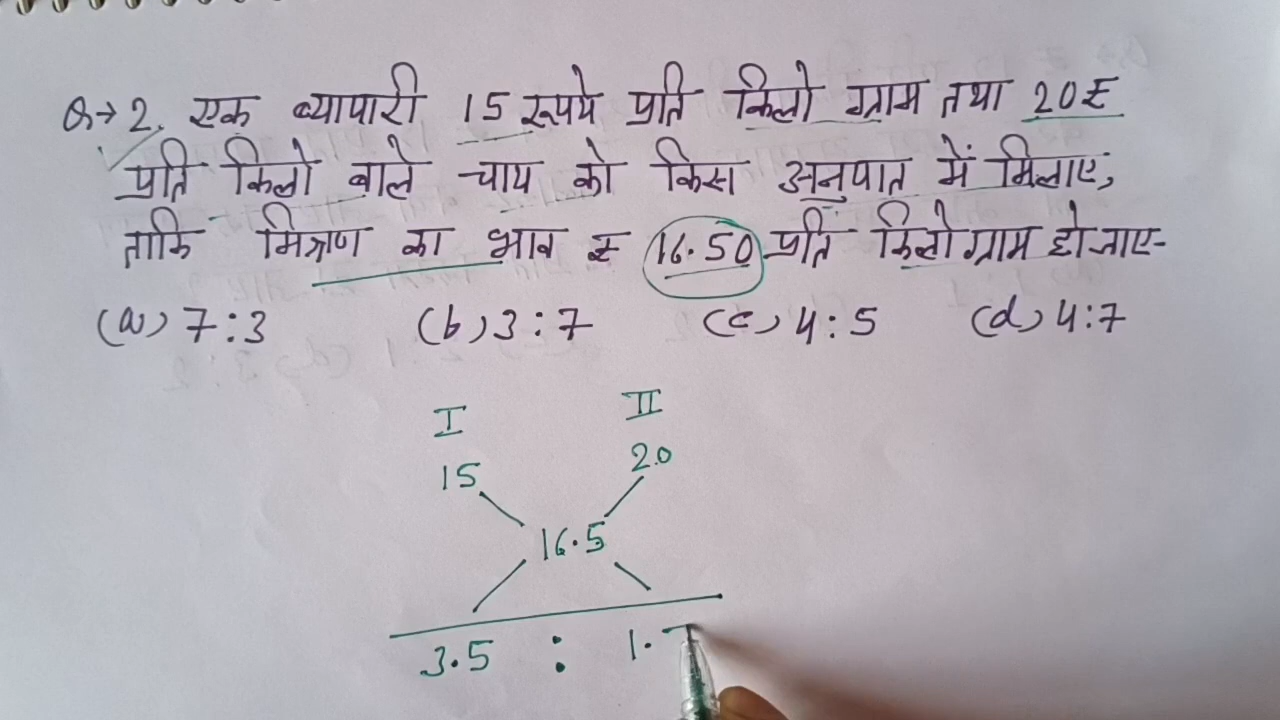 Q→2. एक व्यापारी 15 रूपये प्रति किलो ग्राम तथा 20₹
प्रति किलो वाले चाय को किस अनुपात में मिलाए,
ताकि मिश्रण का भाव ₹ 16.50 प्रति किलोग्राम हो जाए-
(a) 7:3 (b) 3:7 (c) 4:5 (d) 4:7
I II
15 20
16.5
3.5 : 1.